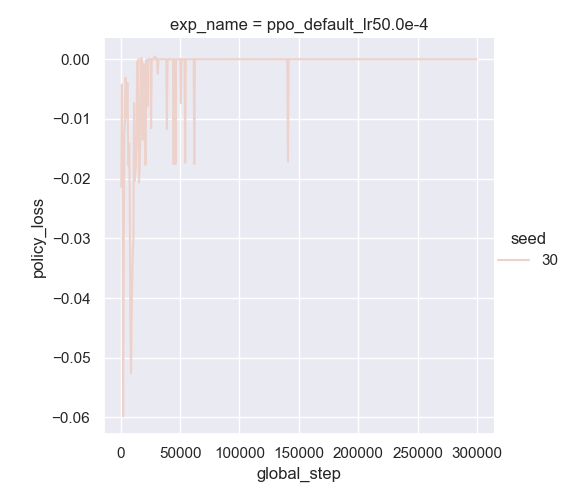 exp_name = ppo_default_lr50.0e-4
0.00
−0.01
−0.02
−0.03
−0.04
−0.05
−0.06
policy_loss
0 50000 100000 150000 200000 250000 300000
global_step
seed
30